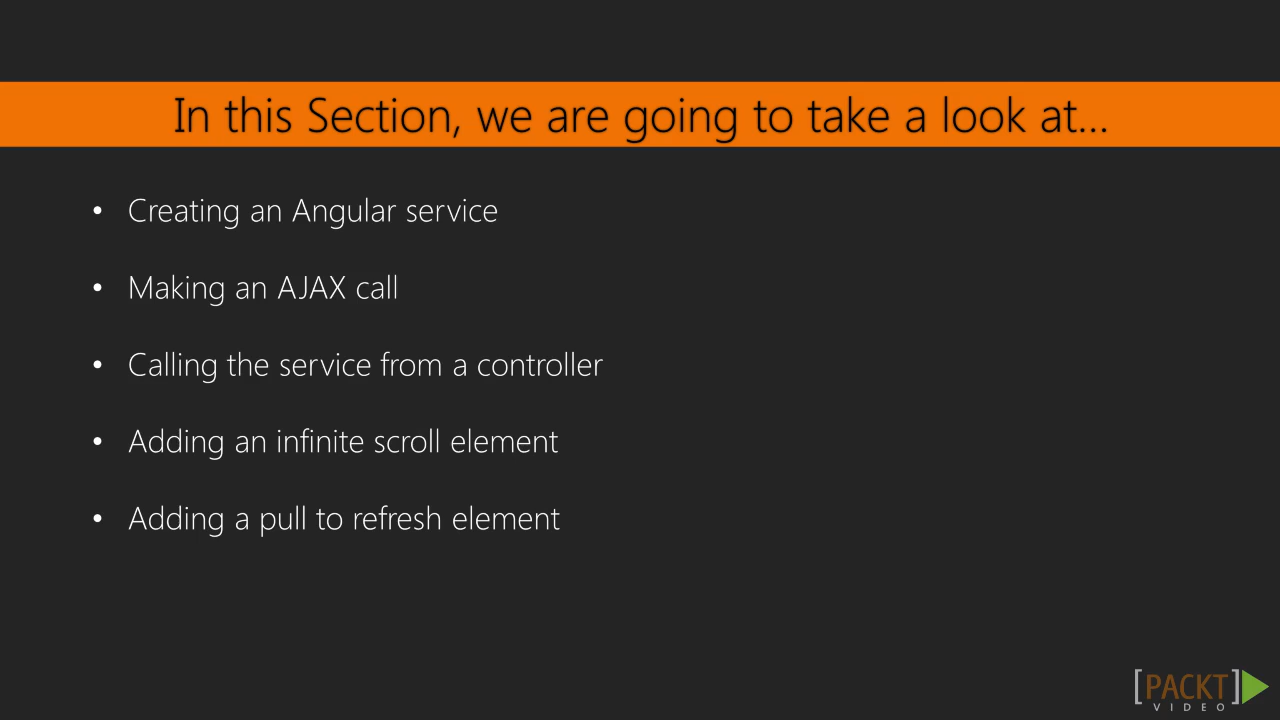 In this Section, we are going to take a look at...
• Creating an Angular service
• Making an AJAX call
• Calling the service from a controller
• Adding an infinite scroll element
• Adding a pull to refresh element
[PACKT]
VIDEO